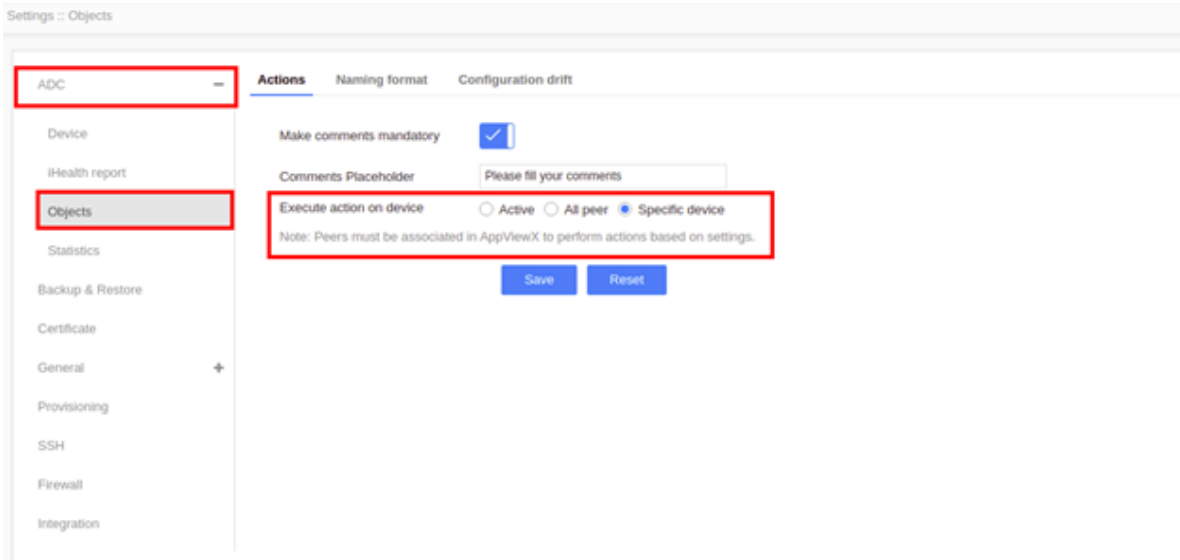 Settings :: Objects
ADC
Device
iHealth report
Objects
Statistics
Backup & Restore
Certificate
General
Provisioning
SSH
Firewall
Integration
Actions Naming format Configuration drift
Make comments mandatory
Comments Placeholder Please fill your comments
Execute action on device Active All peer Specific device
Note: Peers must be associated in AppViewX to perform actions based on settings.
Save Reset